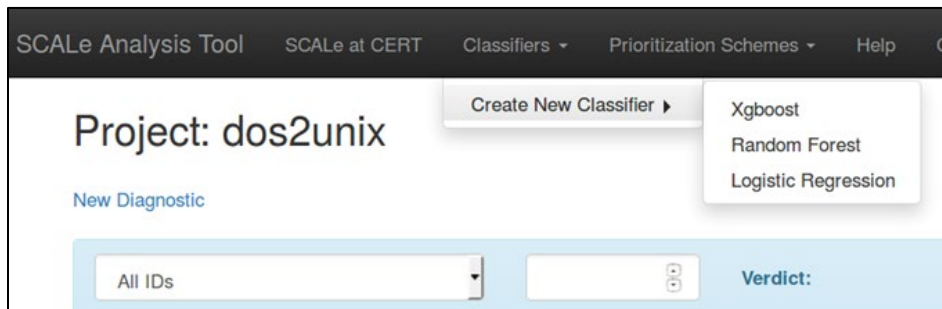 SCALe Analysis Tool SCALe at CERT Classifiers Prioritization Schemes Help
Create New Classifier
Xgboost
Random Forest
Logistic Regression
Project: dos2unix
New Diagnostic
All IDs Verdict: